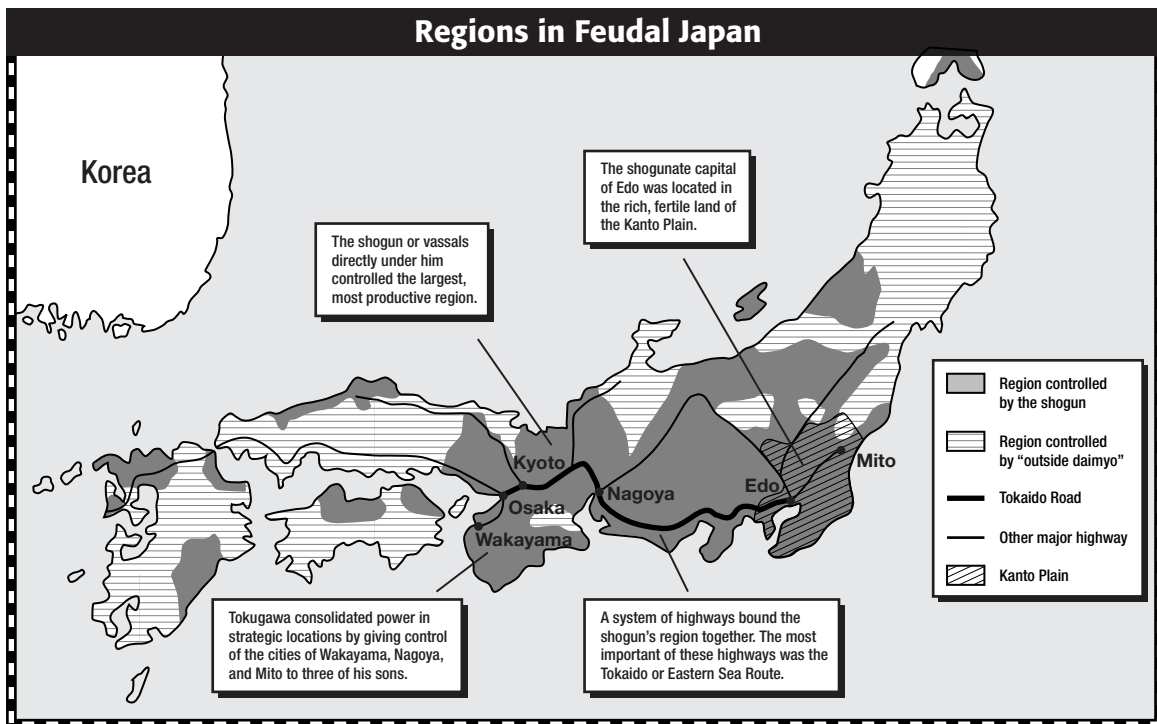 Regions in Feudal Japan
Korea
The shogunate capital
of Edo was located in
the rich, fertile land of
the Kanto Plain.
The shogun or vassals
directly under him
controlled the largest,
most productive region.
Region controlled
by the shogun
Region controlled
by “outside daimyo”
Tokaido Road
Other major highway
Kanto Plain
Mito
Kyoto
Edo
Nagoya
Osaka
Wakayama
Tokugawa consolidated power in
strategic locations by giving control
of the cities of Wakayama, Nagoya,
and Mito to three of his sons.
A system of highways bound the
shogun’s region together. The most
important of these highways was the
Tokaido or Eastern Sea Route.